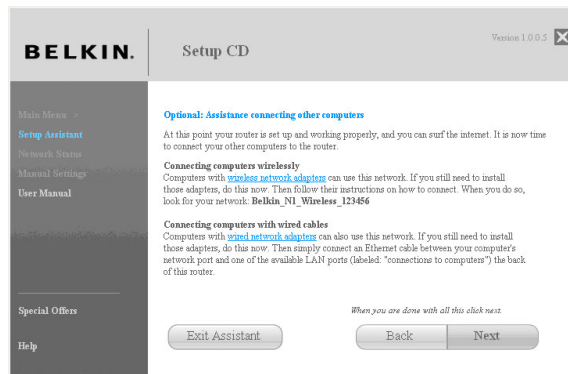 BELKIN.
Setup CD
Version 1.0.0.5
Main Menu >
Setup Assistant
Network Status
Manual Settings
User Manual
Special Offers
Help
Optional: Assistance connecting other computers
At this point your router is set up and working properly, and you can surf the internet. It is now time
to connect your other computers to the router.
Connecting computers wirelessly
Computers with wireless network adapters can use this network. If you still need to install
those adapters, do this now. Then follow their instructions on how to connect. When you do so,
look for your network: Belkin_N1_Wireless_123456
Connecting computers with wired cables
Computers with wired network adapters can also use this network. If you still need to install
those adapters, do this now. Then simply connect an Ethernet cable between your computer's
network port and one of the available LAN ports (labeled: "connections to computers") the back
of this router.
When you are done with all this click next.
Exit Assistant
Back
Next